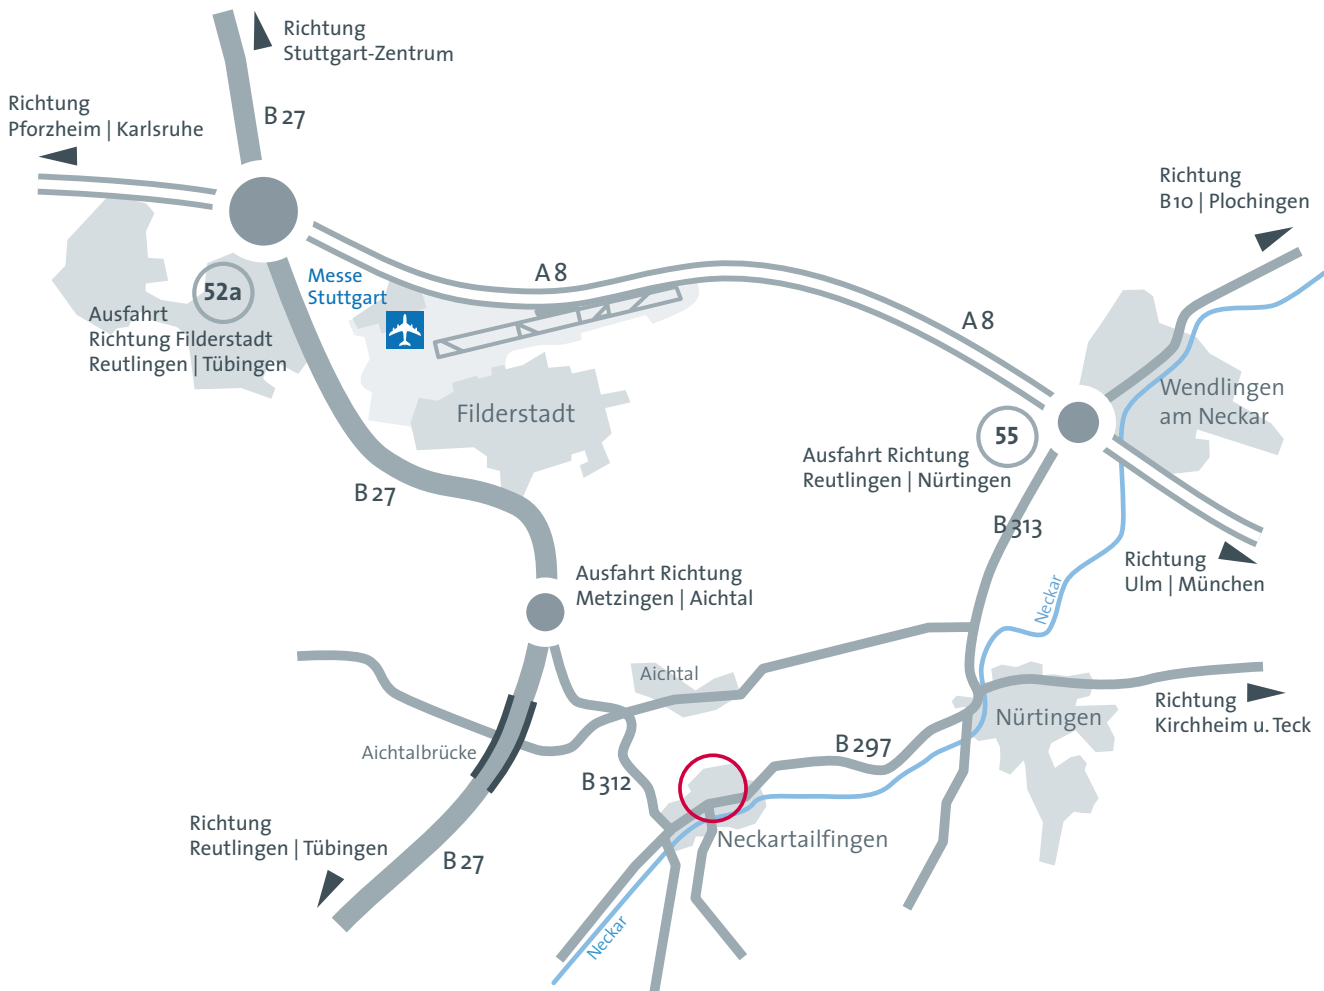 Richtung
Stuttgart-Zentrum
B 27
Richtung
Pforzheim | Karlsruhe
Richtung
B10 | Plochingen
52a
Ausfahrt
Richtung Filderstadt
Reutlingen | Tübingen
Messe
Stuttgart
A 8
A 8
Filderstadt
Wendlingen
am Neckar
55
Ausfahrt Richtung
Reutlingen | Nürtingen
B 27
B 313
Richtung
Ulm | München
Neckar
Ausfahrt Richtung
Metzingen | Aichtal
Aichtal
Nürtingen
Richtung
Kirchheim u. Teck
Aichtalbrücke
B 297
B 312
Neckartailfingen
Richtung
Reutlingen | Tübingen
B 27
Neckar